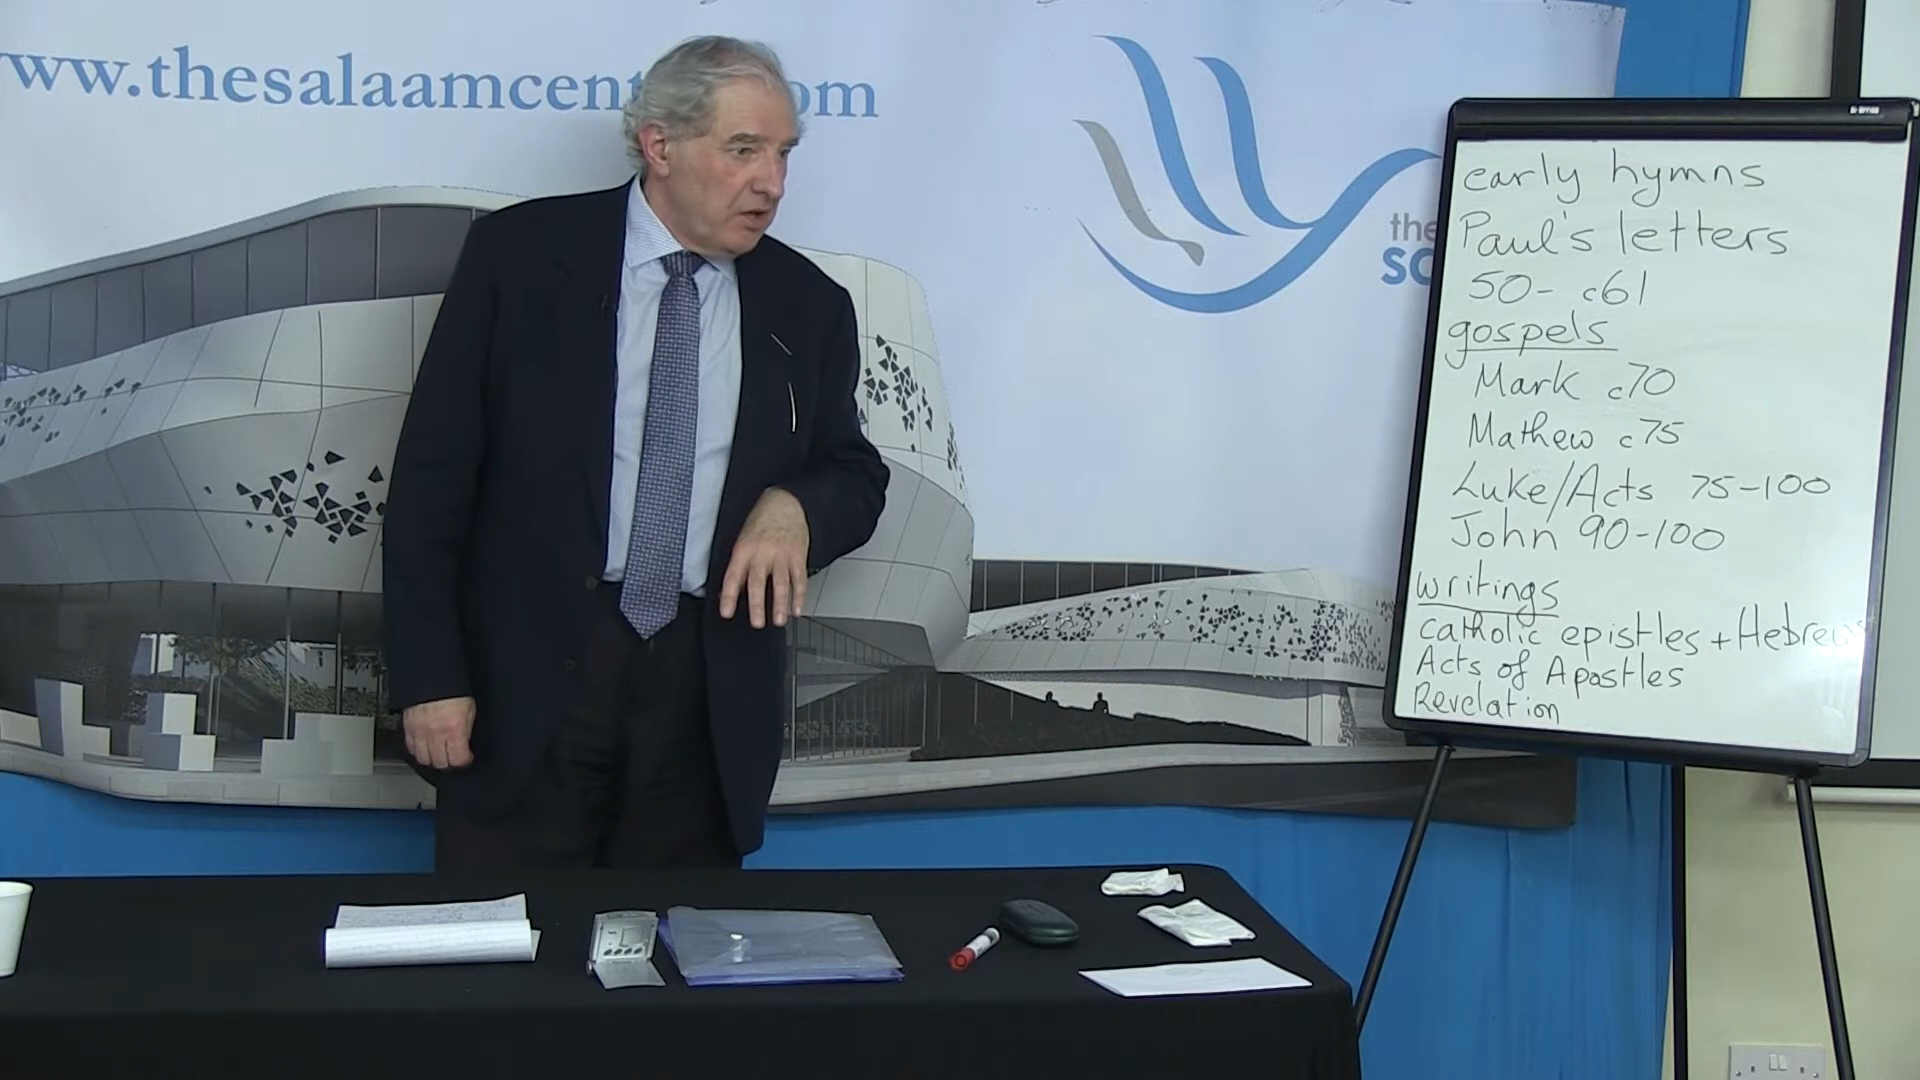 www.thesalaamcent
om
the
sc
early hymns
Paul's letters
50- c61
gospels
Mark c70
Mathew c75
Luke/Acts 75-100
John 90-100
writings
catholic epistles + Hebrews
Acts of Apostles
Revelation